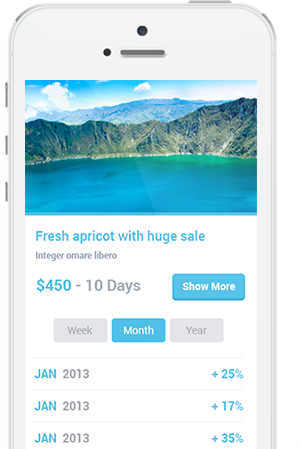 Fresh apricot with huge sale
Integer ornare libero
$450 - 10 Days Show More
Week Month Year
JAN 2013 + 25%
JAN 2013 + 17%
JAN 2013 + 35%